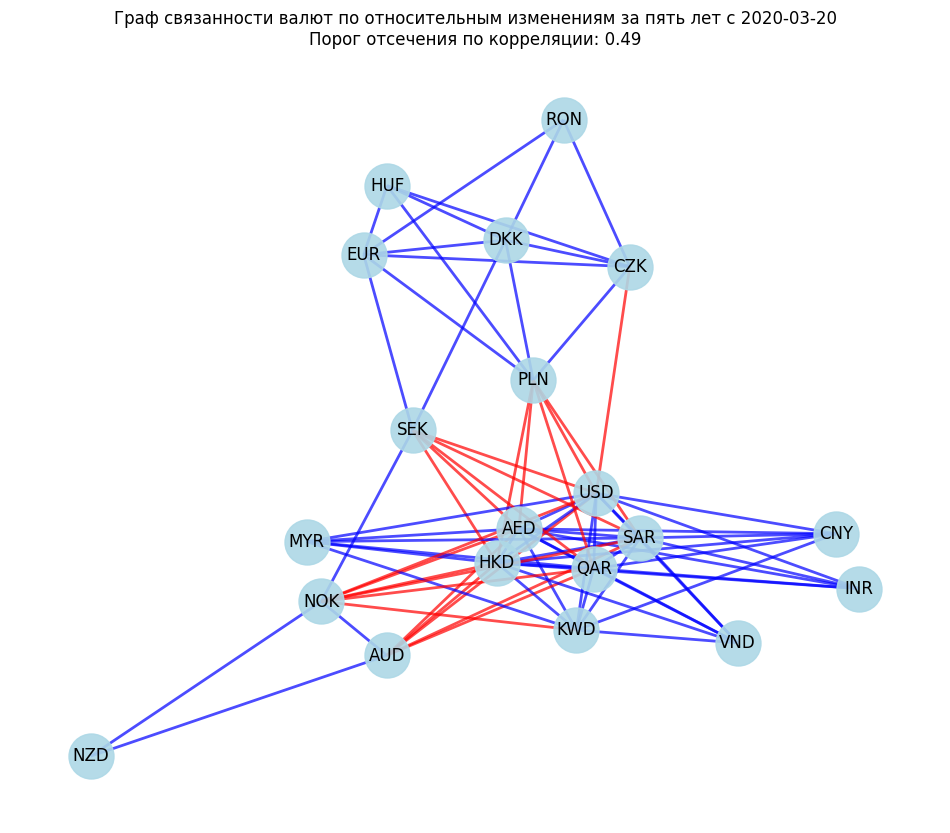 Граф связанности валют по относительным изменениям за пять лет с 2020-03-20
Порог отсечения по корреляции: 0.49
RON
HUF
DKK
EUR
CZK
PLN
SEK
USD
AED
SAR
CNY
MYR
HKD
QAR
INR
NOK
KWD
VND
AUD
NZD